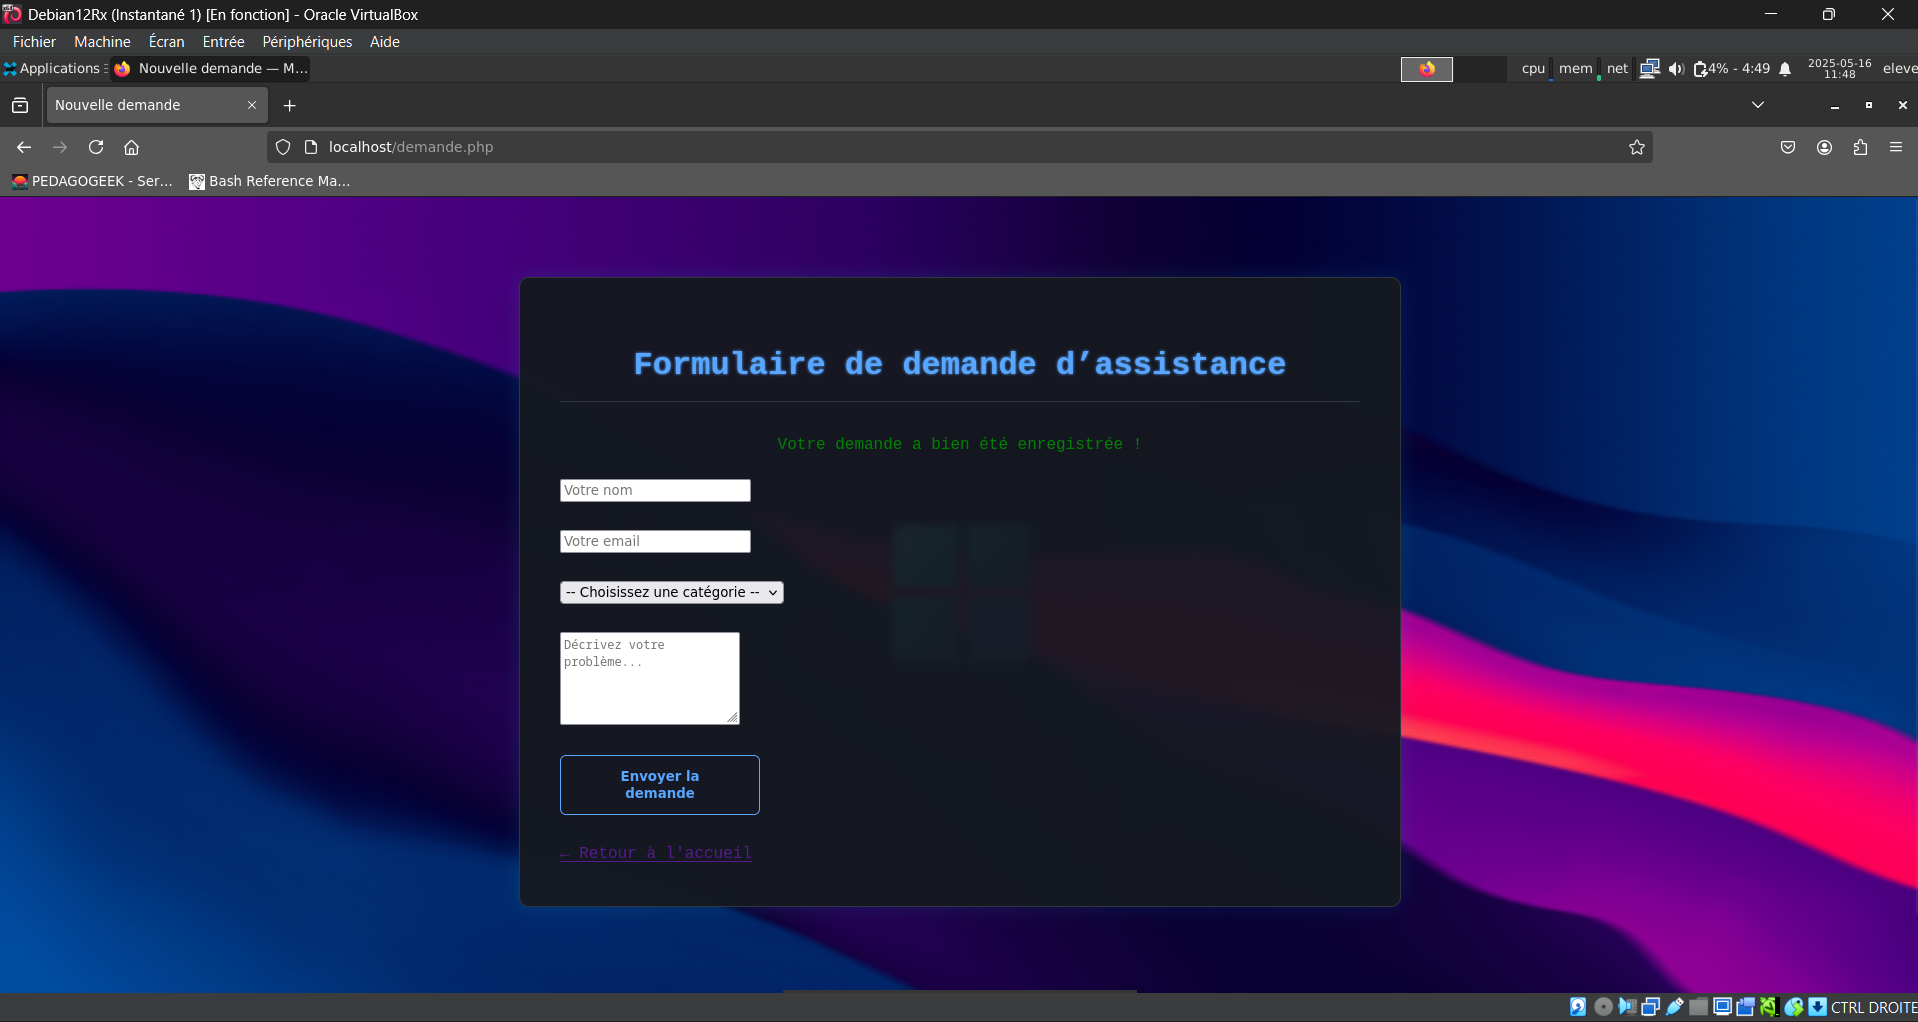 Debian12Rx (Instantané 1) [En fonction] - Oracle VirtualBox
Fichier Machine Écran Entrée Périphériques Aide
Applications Nouvelle demande — M... cpu mem net 4% - 4:49 2025-05-16 11:48 eleve
Nouvelle demande
localhost/demande.php
PEDAGOGEEK - Ser... Bash Reference Ma...
Formulaire de demande d’assistance
Votre demande a bien été enregistrée !
Votre nom
Votre email
-- Choisissez une catégorie --
Décrivez votre
problème...
Envoyer la
demande
← Retour à l'accueil
CTRL DROITE